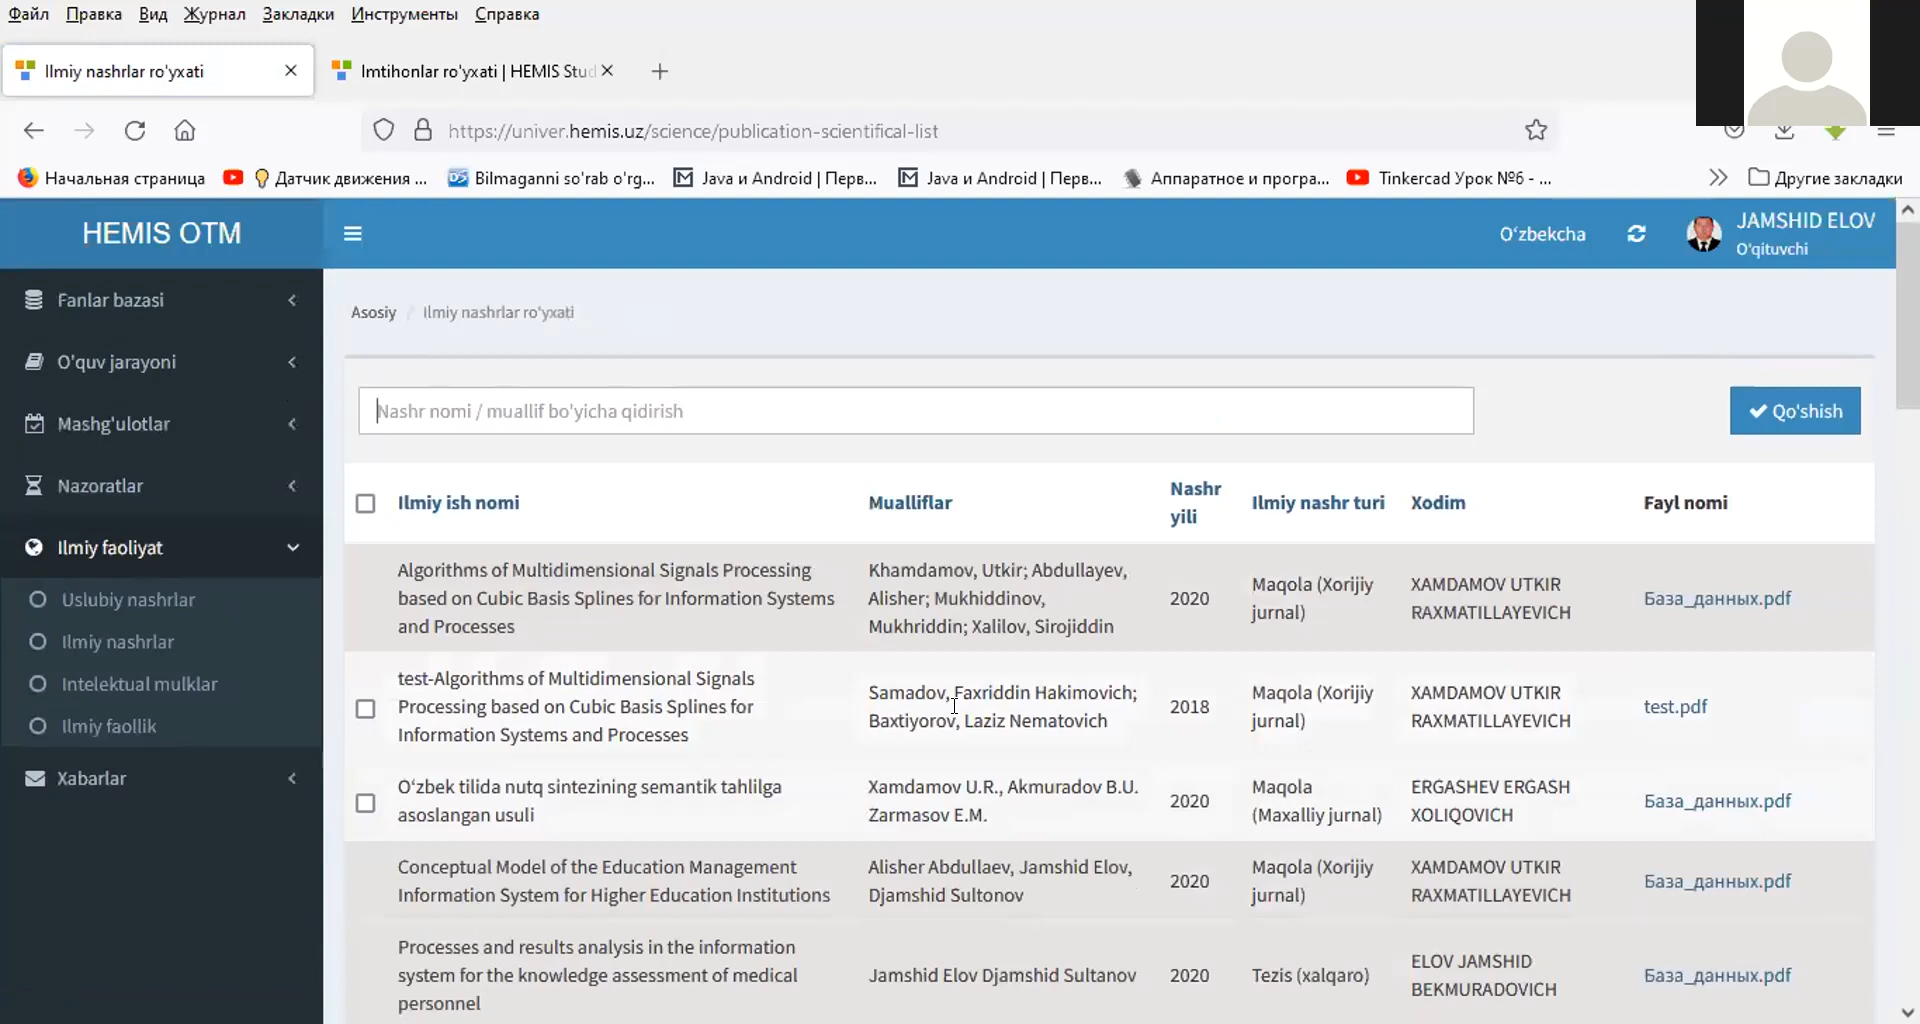 Файл Правка Вид Журнал Закладки Инструменты Справка
Ilmiy nashrlar ro'yxati
Imtihonlar ro'yxati | HEMIS Stud
https://univer.hemis.uz/science/publication-scientifical-list
Начальная страница
Датчик движения ...
Bilmaganni so'rab o'rg...
Java и Android | Перв...
Java и Android | Перв...
Аппаратное и програ...
Tinkercad Урок №6 - ...
Другие закладки
HEMIS OTM
O‘zbekcha
JAMSHID ELOV
O'qituvchi
Fanlar bazasi
O'quv jarayoni
Mashg'ulotlar
Nazoratlar
Ilmiy faoliyat
Uslubiy nashrlar
Ilmiy nashrlar
Intelektual mulklar
Ilmiy faollik
Xabarlar
Asosiy / Ilmiy nashrlar ro'yxati
Nashr nomi / muallif bo'yicha qidirish
Qo'shish
Ilmiy ish nomi
Mualliflar
Nashr
yili
Ilmiy nashr turi
Xodim
Fayl nomi
Algorithms of Multidimensional Signals Processing
based on Cubic Basis Splines for Information Systems
and Processes
Khamdamov, Utkir; Abdullayev,
Alisher; Mukhiddinov,
Mukhriddin; Xalilov, Sirojiddin
2020
Maqola (Xorijiy
jurnal)
XAMDAMOV UTKIR
RAXMATILLAYEVICH
База_данных.pdf
test-Algorithms of Multidimensional Signals
Processing based on Cubic Basis Splines for
Information Systems and Processes
Samadov, Faxriddin Hakimovich;
Baxtiyorov, Laziz Nematovich
2018
Maqola (Xorijiy
jurnal)
XAMDAMOV UTKIR
RAXMATILLAYEVICH
test.pdf
O‘zbek tilida nutq sintezining semantik tahlilga
asoslangan usuli
Xamdamov U.R., Akmuradov B.U.
Zarmasov E.M.
2020
Maqola
(Maxalliy jurnal)
ERGASHEV ERGASH
XOLIQOVICH
База_данных.pdf
Conceptual Model of the Education Management
Information System for Higher Education Institutions
Alisher Abdullaev, Jamshid Elov,
Djamshid Sultonov
2020
Maqola (Xorijiy
jurnal)
XAMDAMOV UTKIR
RAXMATILLAYEVICH
База_данных.pdf
Processes and results analysis in the information
system for the knowledge assessment of medical
personnel
Jamshid Elov Djamshid Sultanov
2020
Tezis (xalqaro)
ELOV JAMSHID
BEKMURADOVICH
База_данных.pdf